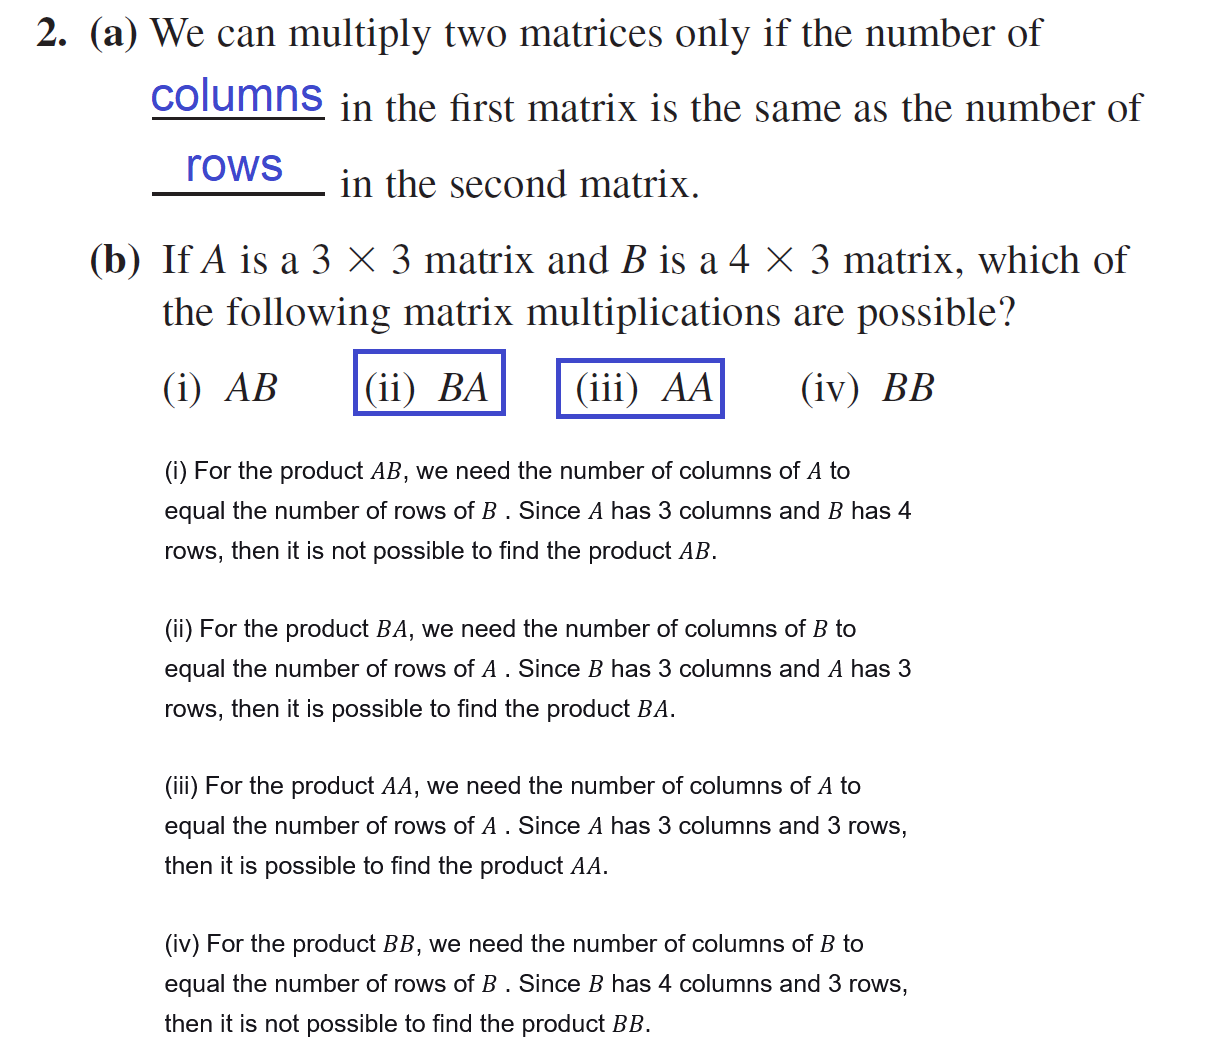 2. (a) We can multiply two matrices only if the number of
columns in the first matrix is the same as the number of
rows in the second matrix.
(b) If A is a 3 × 3 matrix and B is a 4 × 3 matrix, which of
the following matrix multiplications are possible?
(i) AB (ii) BA (iii) AA (iv) BB
(i) For the product AB, we need the number of columns of A to
equal the number of rows of B . Since A has 3 columns and B has 4
rows, then it is not possible to find the product AB.
(ii) For the product BA, we need the number of columns of B to
equal the number of rows of A . Since B has 3 columns and A has 3
rows, then it is possible to find the product BA.
(iii) For the product AA, we need the number of columns of A to
equal the number of rows of A . Since A has 3 columns and 3 rows,
then it is possible to find the product AA.
(iv) For the product BB, we need the number of columns of B to
equal the number of rows of B . Since B has 4 columns and 3 rows,
then it is not possible to find the product BB.